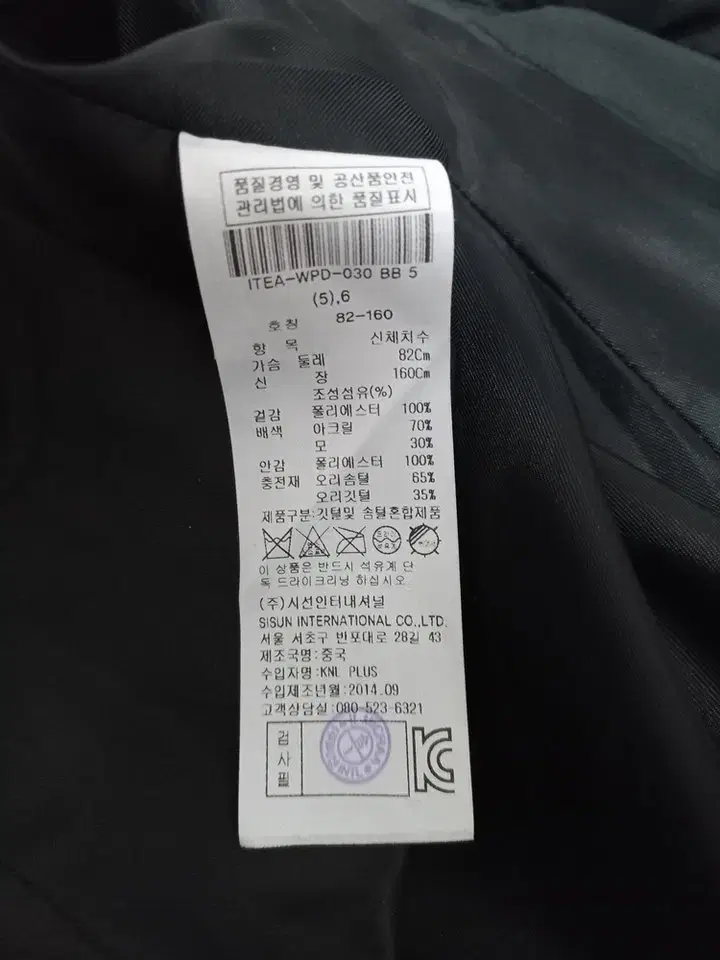 품질경영 및 공산품안전
관리법에 의한 품질표시
ITEA-WPD-030 BB 5
(5),6
호칭 82-160
항 목 신체치수
가슴 둘레 82Cm
신 장 160Cm
조성섬유(%)
겉감 폴리에스터 100%
배색 아크릴 70%
모 30%
안감 폴리에스터 100%
충전재 오리솜털 65%
오리깃털 35%
제품구분:깃털및 솜털혼합제품
이 상품은 반드시 석유계 단
독 드라이크리닝 하십시오
(주)시선인터내셔널
SISUN INTERNATIONAL CO.,LTD.
서울 서초구 반포대로 28길 43
제조국명:중국
수입자명:KNL PLUS
수입제조년월:2014.09
고객상담실:080-523-6321
검사필